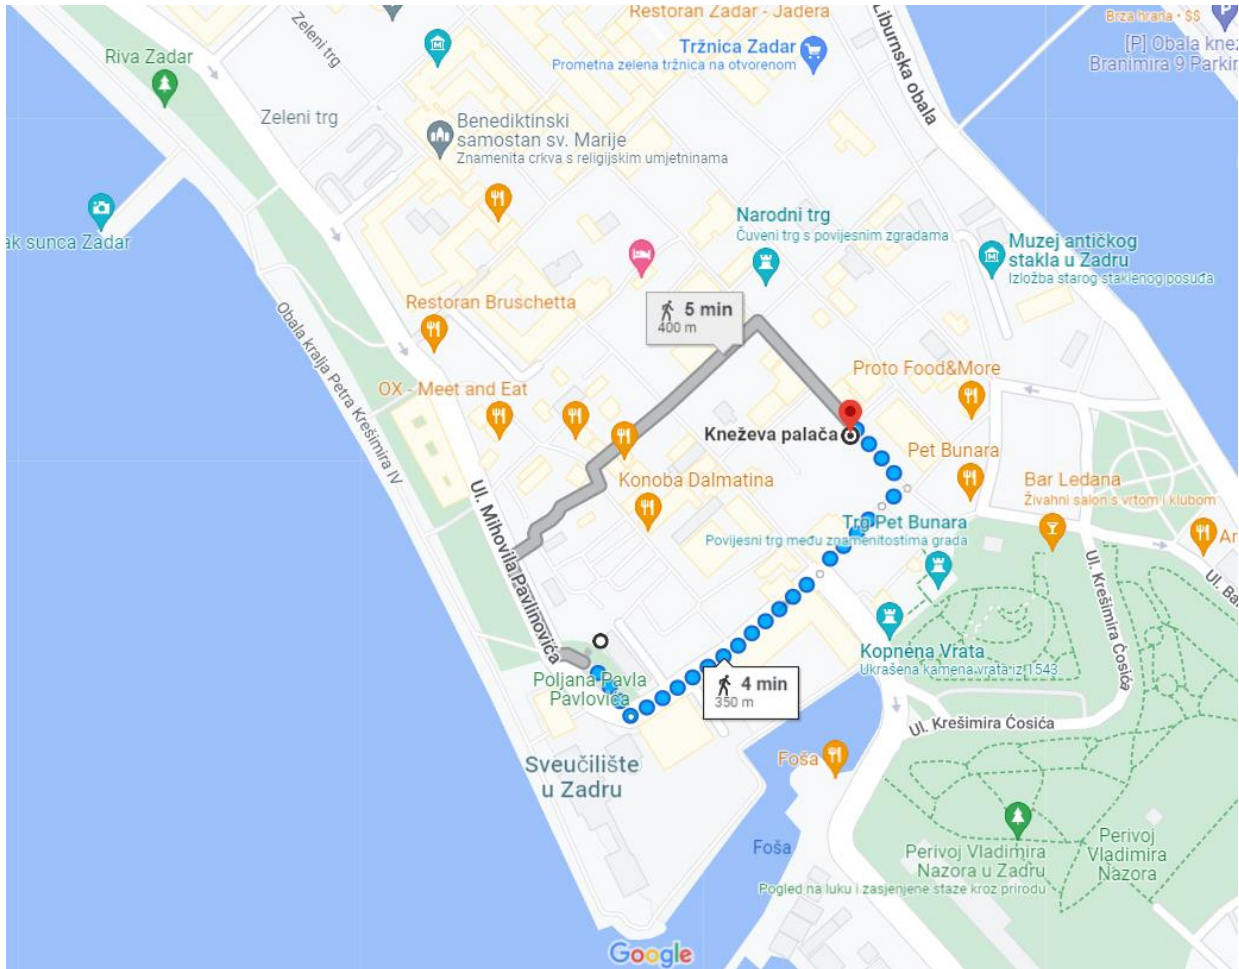 Restoran Zadar - Jadera
Brza hrana · $$
[P] Obala knez
Branimira 9 Parkir
Tržnica Zadar
Prometna zelena tržnica na otvorenom
Liburnska obala
Zeleni trg
Riva Zadar
Zeleni trg
Benediktinski
samostan sv. Marije
Znamenita crkva s religijskim umjetninama
Narodni trg
Čuveni trg s povijesnim zgradama
ak sunca Zadar
Muzej antičkog
stakla u Zadru
Izložba starog staklenog posuđa
Restoran Bruschetta
5 min
400 m
Obala kralja Petra Krešimira IV
Proto Food&More
OX - Meet and Eat
Kneževa palača
Pet Bunara
Konoba Dalmatina
Bar Ledana
Živahni salon s vrtom i klubom
Ul. Mihovila Pavlinovića
Trg Pet Bunara
Povijesni trg među znamenitostima grada
Ar
Ul. Ba
Ul. Krešimira Ćosića
Kopnena Vrata
Ukrašena kamena vrata iz 1543.
Poljana Pavla
Pavlovića
4 min
350 m
Ul. Krešimira Ćosića
Sveučilište
u Zadru
Foša
Foša
Perivoj Vladimira
Nazora u Zadru
Pogled na luku i zasjenjene staze kroz prirodu
Perivoj
Vladimira
Nazora
Google